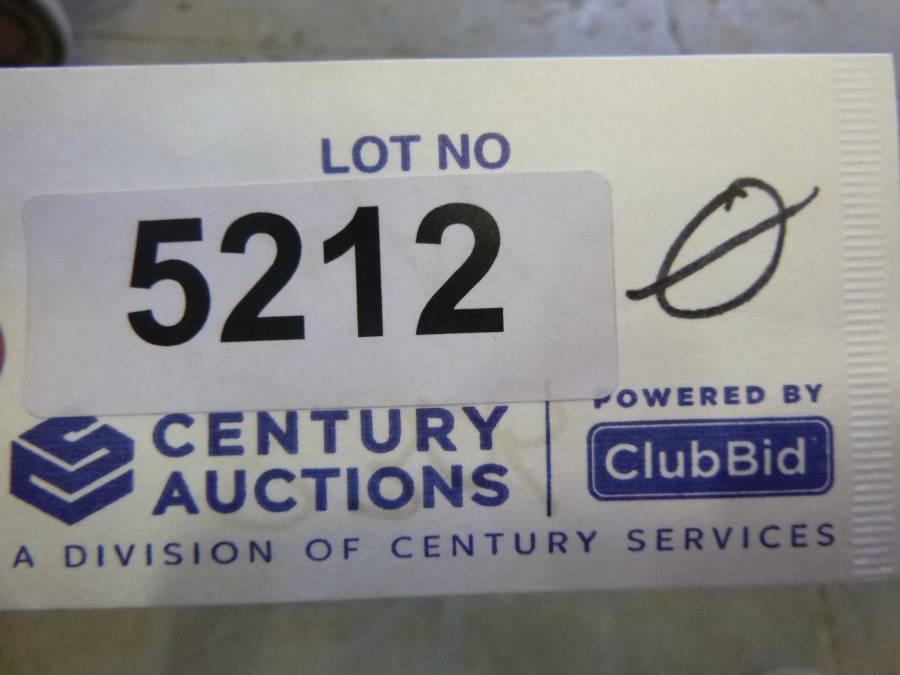 LOT NO
5212 Ø
CENTURY
AUCTIONS
POWERED BY
ClubBid
A DIVISION OF CENTURY SERVICES